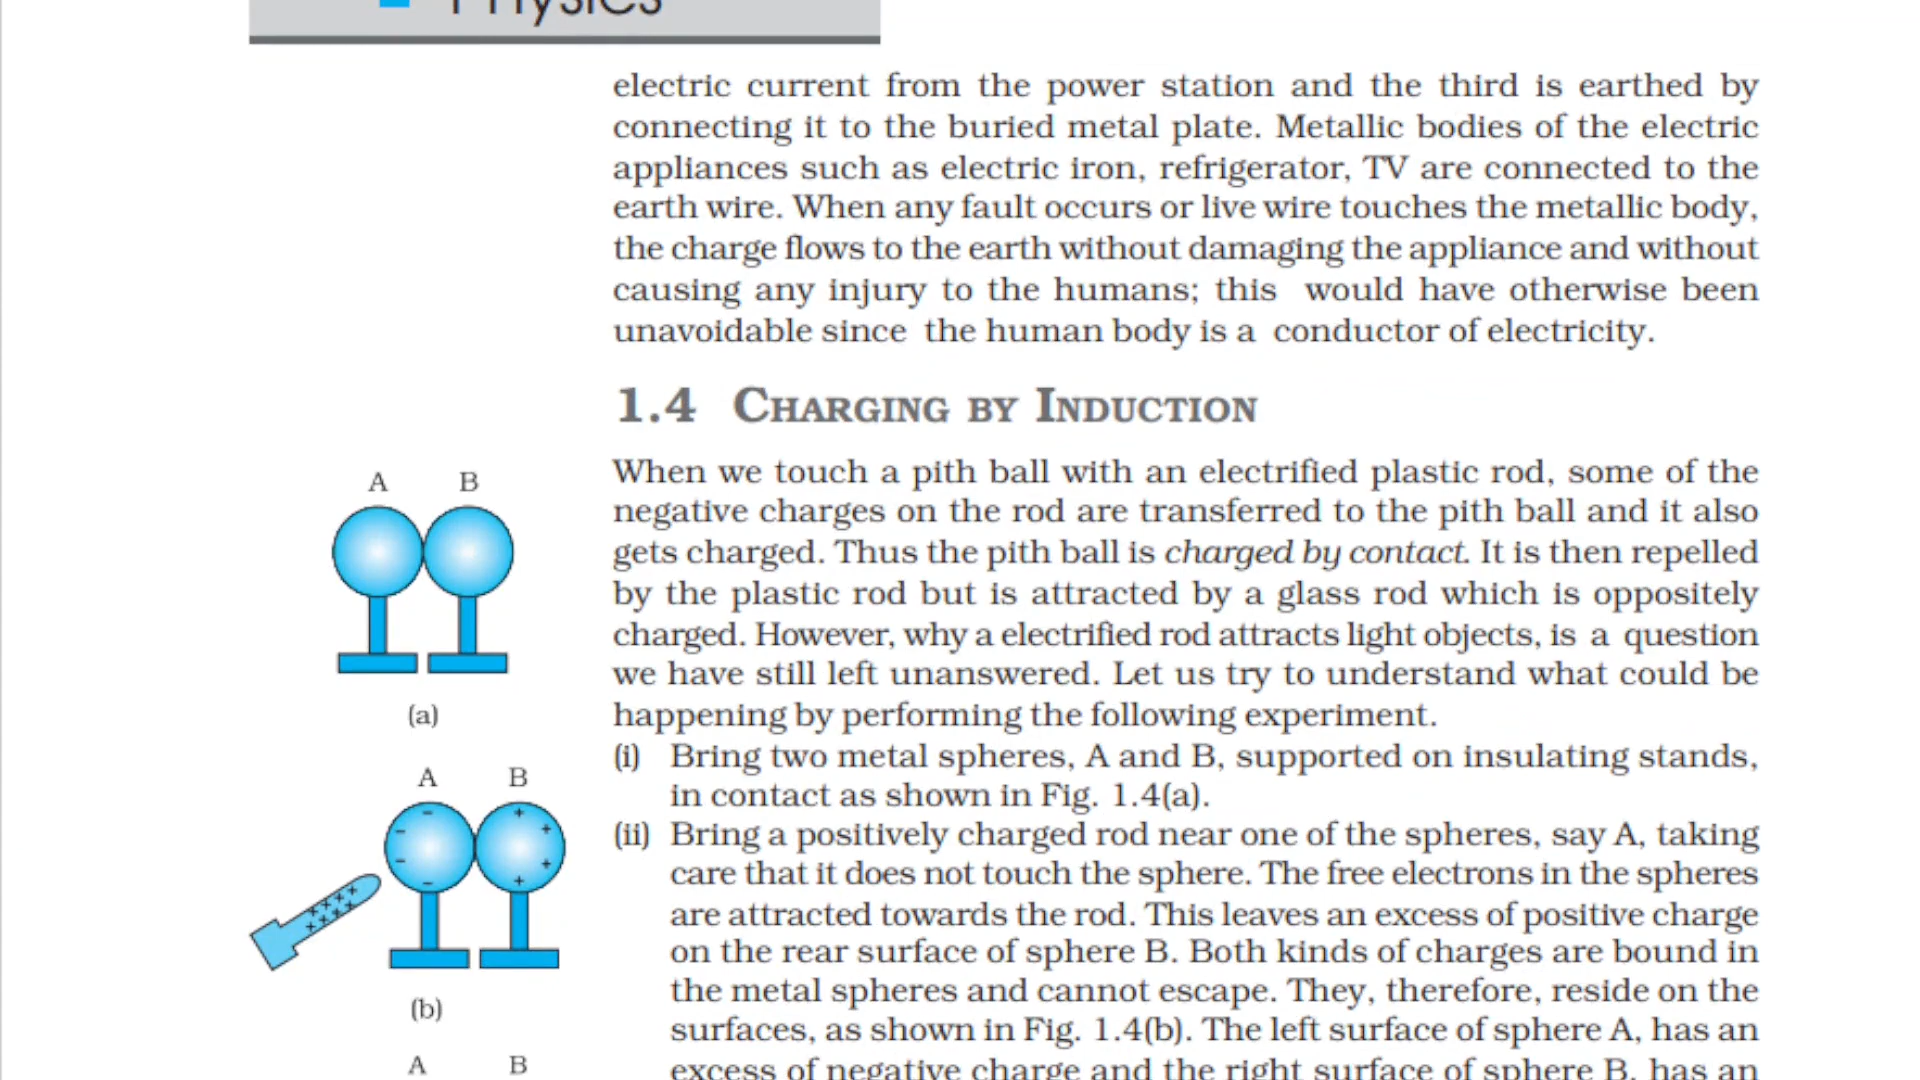 Physics
electric current from the power station and the third is earthed by
connecting it to the buried metal plate. Metallic bodies of the electric
appliances such as electric iron, refrigerator, TV are connected to the
earth wire. When any fault occurs or live wire touches the metallic body,
the charge flows to the earth without damaging the appliance and without
causing any injury to the humans; this would have otherwise been
unavoidable since the human body is a conductor of electricity.
1.4 CHARGING BY INDUCTION
When we touch a pith ball with an electrified plastic rod, some of the
negative charges on the rod are transferred to the pith ball and it also
gets charged. Thus the pith ball is charged by contact. It is then repelled
by the plastic rod but is attracted by a glass rod which is oppositely
charged. However, why a electrified rod attracts light objects, is a question
we have still left unanswered. Let us try to understand what could be
happening by performing the following experiment.
(i) Bring two metal spheres, A and B, supported on insulating stands,
in contact as shown in Fig. 1.4(a).
(ii) Bring a positively charged rod near one of the spheres, say A, taking
care that it does not touch the sphere. The free electrons in the spheres
are attracted towards the rod. This leaves an excess of positive charge
on the rear surface of sphere B. Both kinds of charges are bound in
the metal spheres and cannot escape. They, therefore, reside on the
surfaces, as shown in Fig. 1.4(b). The left surface of sphere A, has an
excess of negative charge and the right surface of sphere B, has an
A B
(a)
A B
(b)
A B